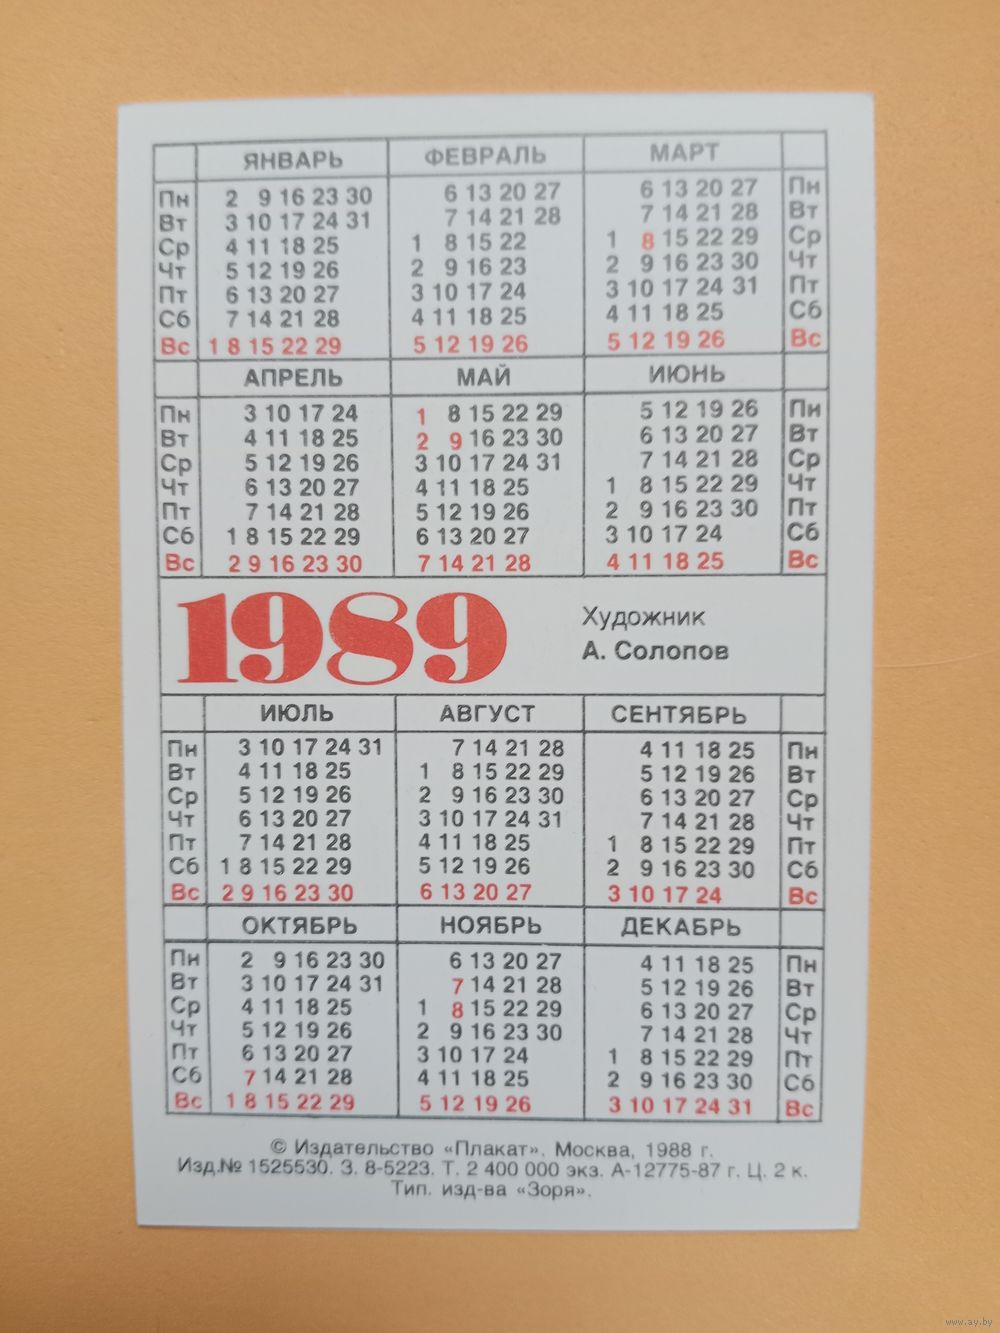 ЯНВАРЬ ФЕВРАЛЬ МАРТ
Пн 2 9 16 23 30 6 13 20 27 6 13 20 27 Пн
Вт 3 10 17 24 31 7 14 21 28 7 14 21 28 Вт
Ср 4 11 18 25 1 8 15 22 1 8 15 22 29 Ср
Чт 5 12 19 26 2 9 16 23 2 9 16 23 30 Чт
Пт 6 13 20 27 3 10 17 24 3 10 17 24 31 Пт
Сб 7 14 21 28 4 11 18 25 4 11 18 25 Сб
Вс 1 8 15 22 29 5 12 19 26 5 12 19 26 Вс
АПРЕЛЬ МАЙ ИЮНЬ
Пн 3 10 17 24 1 8 15 22 29 5 12 19 26 Пн
Вт 4 11 18 25 2 9 16 23 30 6 13 20 27 Вт
Ср 5 12 19 26 3 10 17 24 31 7 14 21 28 Ср
Чт 6 13 20 27 4 11 18 25 1 8 15 22 29 Чт
Пт 7 14 21 28 5 12 19 26 2 9 16 23 30 Пт
Сб 1 8 15 22 29 6 13 20 27 3 10 17 24 Сб
Вс 2 9 16 23 30 7 14 21 28 4 11 18 25 Вс
1989
Художник
А. Солопов
ИЮЛЬ АВГУСТ СЕНТЯБРЬ
Пн 3 10 17 24 31 7 14 21 28 4 11 18 25 Пн
Вт 4 11 18 25 1 8 15 22 29 5 12 19 26 Вт
Ср 5 12 19 26 2 9 16 23 30 6 13 20 27 Ср
Чт 6 13 20 27 3 10 17 24 31 7 14 21 28 Чт
Пт 7 14 21 28 4 11 18 25 1 8 15 22 29 Пт
Сб 1 8 15 22 29 5 12 19 26 2 9 16 23 30 Сб
Вс 2 9 16 23 30 6 13 20 27 3 10 17 24 Вс
ОКТЯБРЬ НОЯБРЬ ДЕКАБРЬ
Пн 2 9 16 23 30 6 13 20 27 4 11 18 25 Пн
Вт 3 10 17 24 31 7 14 21 28 5 12 19 26 Вт
Ср 4 11 18 25 1 8 15 22 29 6 13 20 27 Ср
Чт 5 12 19 26 2 9 16 23 30 7 14 21 28 Чт
Пт 6 13 20 27 3 10 17 24 1 8 15 22 29 Пт
Сб 7 14 21 28 4 11 18 25 2 9 16 23 30 Сб
Вс 1 8 15 22 29 5 12 19 26 3 10 17 24 31 Вс
© Издательство «Плакат». Москва, 1988 г.
Изд.№ 1525530. З. 8-5223. Т. 2 400 000 экз. А-12775-87 г. Ц. 2 к.
Тип. изд-ва «Зоря».
www.ay.by